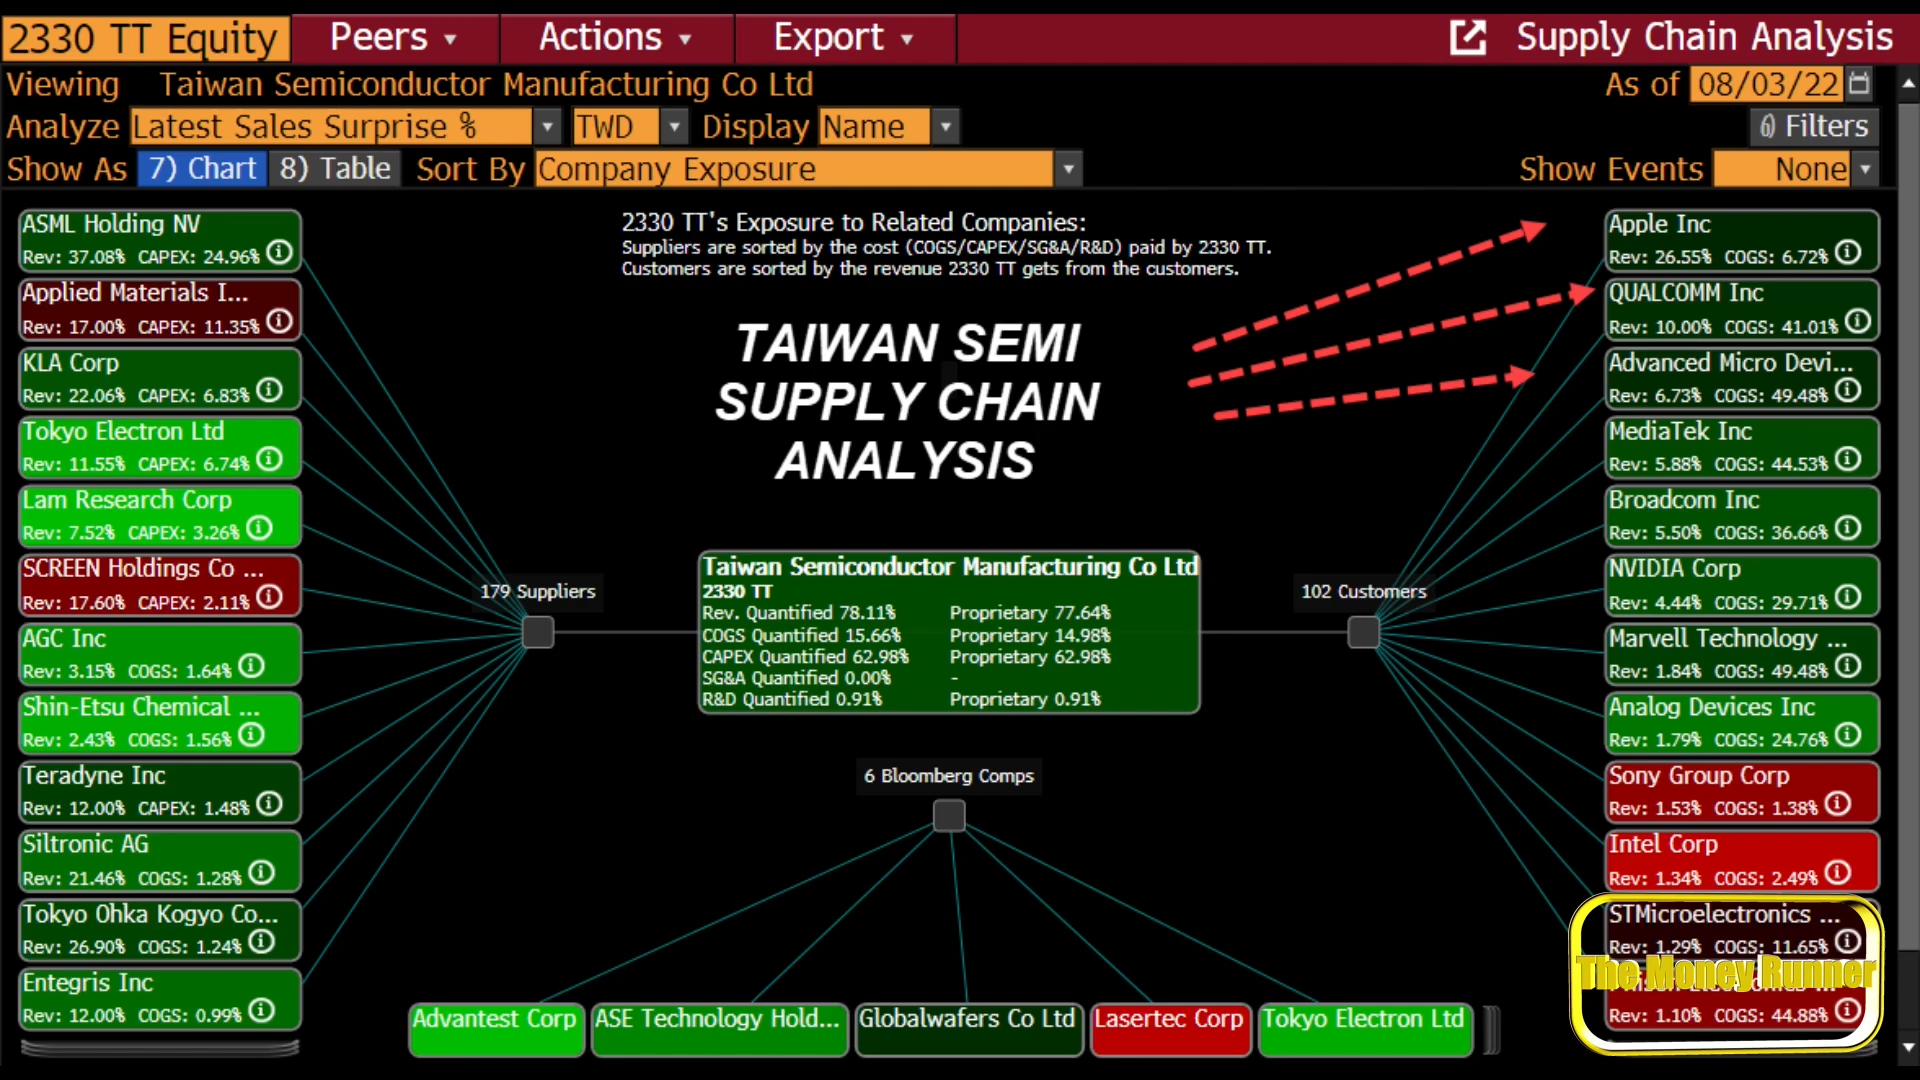 2330 TT Equity
Peers
Actions
Export
Supply Chain Analysis
Viewing Taiwan Semiconductor Manufacturing Co Ltd
As of 08/03/22
Analyze Latest Sales Surprise % TWD Display Name
Filters
Show As 7) Chart 8) Table Sort By Company Exposure
Show Events None
ASML Holding NV
Rev: 37.08% CAPEX: 24.96%
Applied Materials I...
Rev: 17.00% CAPEX: 11.35%
KLA Corp
Rev: 22.06% CAPEX: 6.83%
Tokyo Electron Ltd
Rev: 11.55% CAPEX: 6.74%
Lam Research Corp
Rev: 7.52% CAPEX: 3.26%
SCREEN Holdings Co ...
Rev: 17.60% CAPEX: 2.11%
AGC Inc
Rev: 3.15% COGS: 1.64%
Shin-Etsu Chemical ...
Rev: 2.43% COGS: 1.56%
Teradyne Inc
Rev: 12.00% CAPEX: 1.48%
Siltronic AG
Rev: 21.46% COGS: 1.28%
Tokyo Ohka Kogyo Co...
Rev: 26.90% COGS: 1.24%
Entegris Inc
Rev: 12.00% COGS: 0.99%
2330 TT's Exposure to Related Companies:
Suppliers are sorted by the cost (COGS/CAPEX/SG&A/R&D) paid by 2330 TT.
Customers are sorted by the revenue 2330 TT gets from the customers.
TAIWAN SEMI
SUPPLY CHAIN
ANALYSIS
179 Suppliers
Taiwan Semiconductor Manufacturing Co Ltd
2330 TT
Rev. Quantified 78.11% Proprietary 77.64%
COGS Quantified 15.66% Proprietary 14.98%
CAPEX Quantified 62.98% Proprietary 62.98%
SG&A Quantified 0.00% -
R&D Quantified 0.91% Proprietary 0.91%
102 Customers
6 Bloomberg Comps
Advantest Corp
ASE Technology Hold...
Globalwafers Co Ltd
Lasertec Corp
Tokyo Electron Ltd
Apple Inc
Rev: 26.55% COGS: 6.72%
QUALCOMM Inc
Rev: 10.00% COGS: 41.01%
Advanced Micro Devi...
Rev: 6.73% COGS: 49.48%
MediaTek Inc
Rev: 5.88% COGS: 44.53%
Broadcom Inc
Rev: 5.50% COGS: 36.66%
NVIDIA Corp
Rev: 4.44% COGS: 29.71%
Marvell Technology ...
Rev: 1.84% COGS: 49.48%
Analog Devices Inc
Rev: 1.79% COGS: 24.76%
Sony Group Corp
Rev: 1.53% COGS: 1.38%
Intel Corp
Rev: 1.34% COGS: 2.49%
STMicroelectronics ...
Rev: 1.29% COGS: 11.65%
The Money Runner
Rev: 1.10% COGS: 44.88%